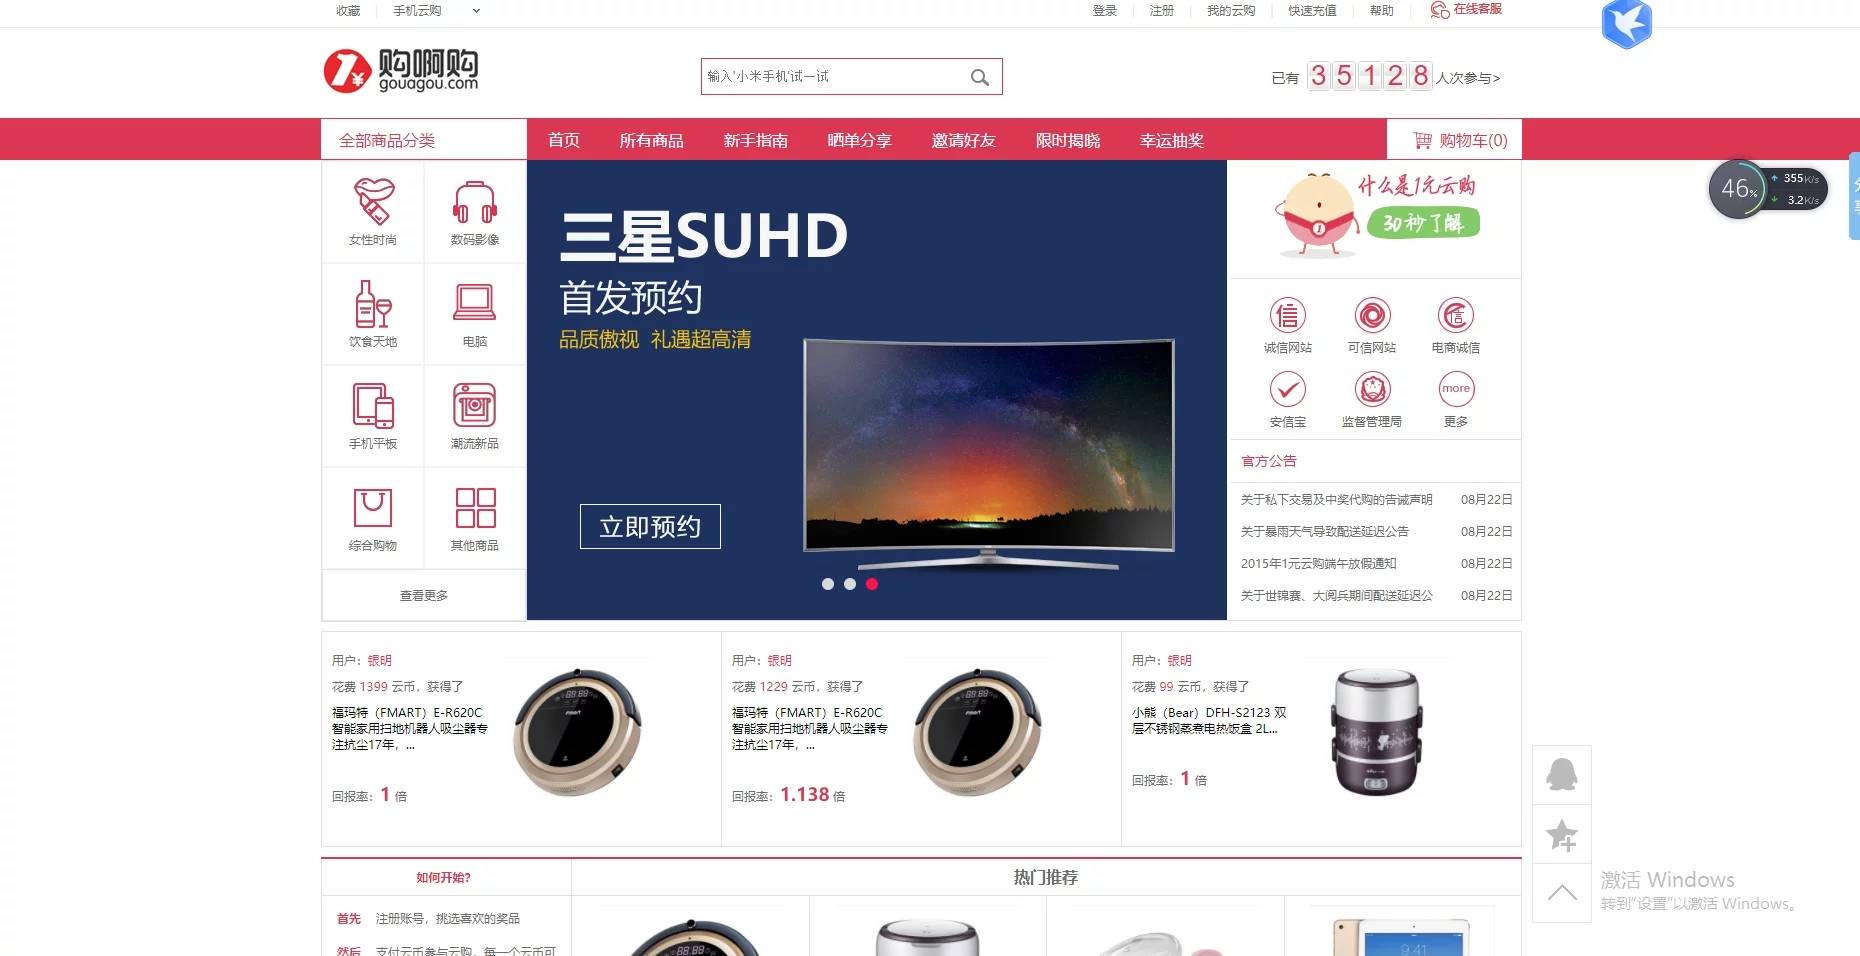 收藏 手机云购
登录 注册 我的云购 快速充值 帮助 在线客服
购啊购
gouagou.com
输入'小米手机'试一试
已有 35128 人次参与>
全部商品分类 首页 所有商品 新手指南 晒单分享 邀请好友 限时揭晓 幸运抽奖 购物车(0)
女性时尚 数码影像
饮食天地 电脑
手机平板 潮流新品
综合购物 其他商品
查看更多
三星SUHD
首发预约
品质傲视 礼遇超高清
立即预约
什么是1元云购
30秒了解
诚信网站 可信网站 电商诚信
more
安信宝 监督管理局 更多
官方公告
关于私下交易及中奖代购的告诫声明 08月22日
关于暴雨天气导致配送延迟公告 08月22日
2015年1元云购端午放假通知 08月22日
关于世锦赛、大阅兵期间配送延迟公 08月22日
46%
355K/s
3.2K/s
用户：银明
花费 1399 云币，获得了
福玛特（FMART）E-R620C
智能家用扫地机器人吸尘器专
注抗尘17年，...
回报率：1 倍
用户：银明
花费 1229 云币，获得了
福玛特（FMART）E-R620C
智能家用扫地机器人吸尘器专
注抗尘17年，...
回报率：1.138 倍
用户：银明
花费 99 云币，获得了
小熊（Bear）DFH-S2123 双
层不锈钢蒸煮电热饭盒 2L...
回报率：1 倍
如何开始?
热门推荐
首先 注册账号，挑选喜欢的奖品
然后 支付云币参与云购，每一个云币可
9:41
激活 Windows
转到"设置"以激活 Windows。